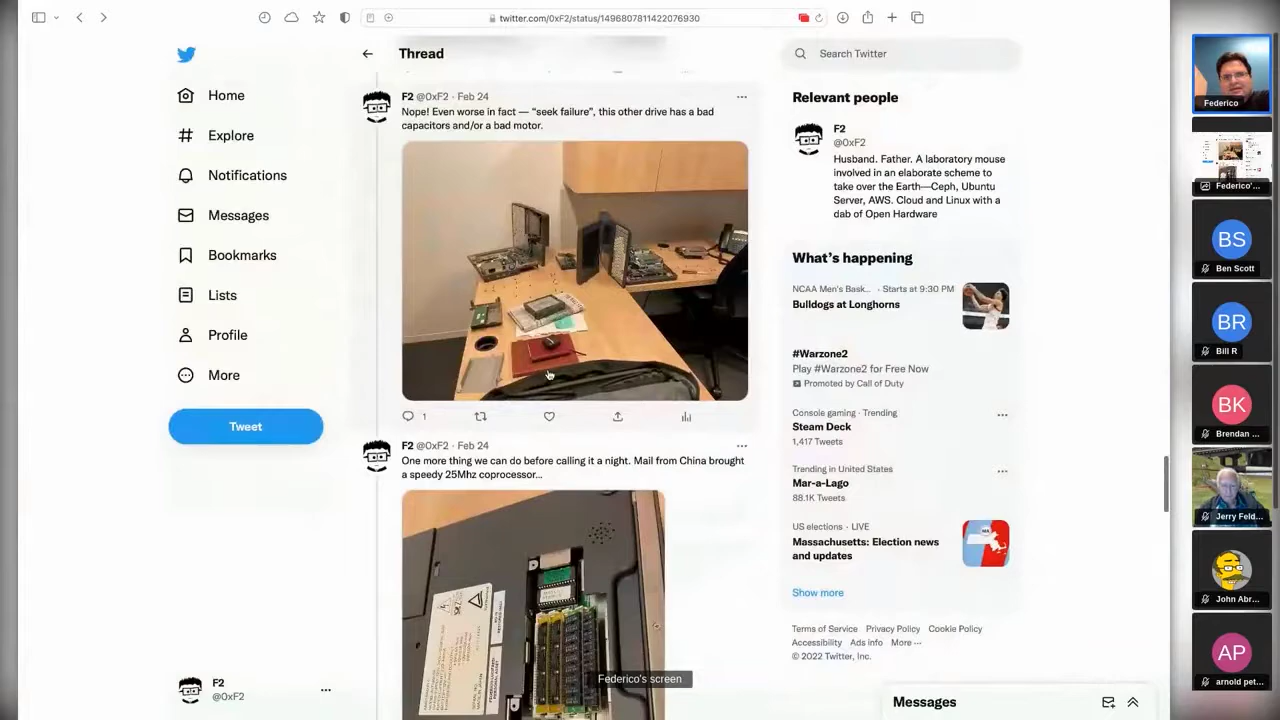 twitter.com/0xF2/status/1496807811422076930
Home
Explore
Notifications
Messages
Bookmarks
Lists
Profile
More
Tweet
F2
@0xF2
Thread
F2 @0xF2 · Feb 24
Nope! Even worse in fact — “seek failure”, this other drive has a bad
capacitors and/or a bad motor.
1
F2 @0xF2 · Feb 24
One more thing we can do before calling it a night. Mail from China brought
a speedy 25Mhz coprocessor...
Federico's screen
Search Twitter
Relevant people
F2
@0xF2
Husband. Father. A laboratory mouse
involved in an elaborate scheme to
take over the Earth—Ceph, Ubuntu
Server, AWS. Cloud and Linux with a
dab of Open Hardware
What’s happening
NCAA Men's Bask... · Starts at 9:30 PM
Bulldogs at Longhorns
#Warzone2
Play #Warzone2 for Free Now
Promoted by Call of Duty
Console gaming · Trending
Steam Deck
1,417 Tweets
Trending in United States
Mar-a-Lago
88.1K Tweets
US elections · LIVE
Massachusetts: Election news
and updates
Show more
Terms of Service Privacy Policy Cookie Policy
Accessibility Ads info More ...
© 2022 Twitter, Inc.
Messages
Federico
Federico'...
BS
Ben Scott
BR
Bill R
BK
Brendan ...
Jerry Feld...
John Abr...
AP
arnold pet...